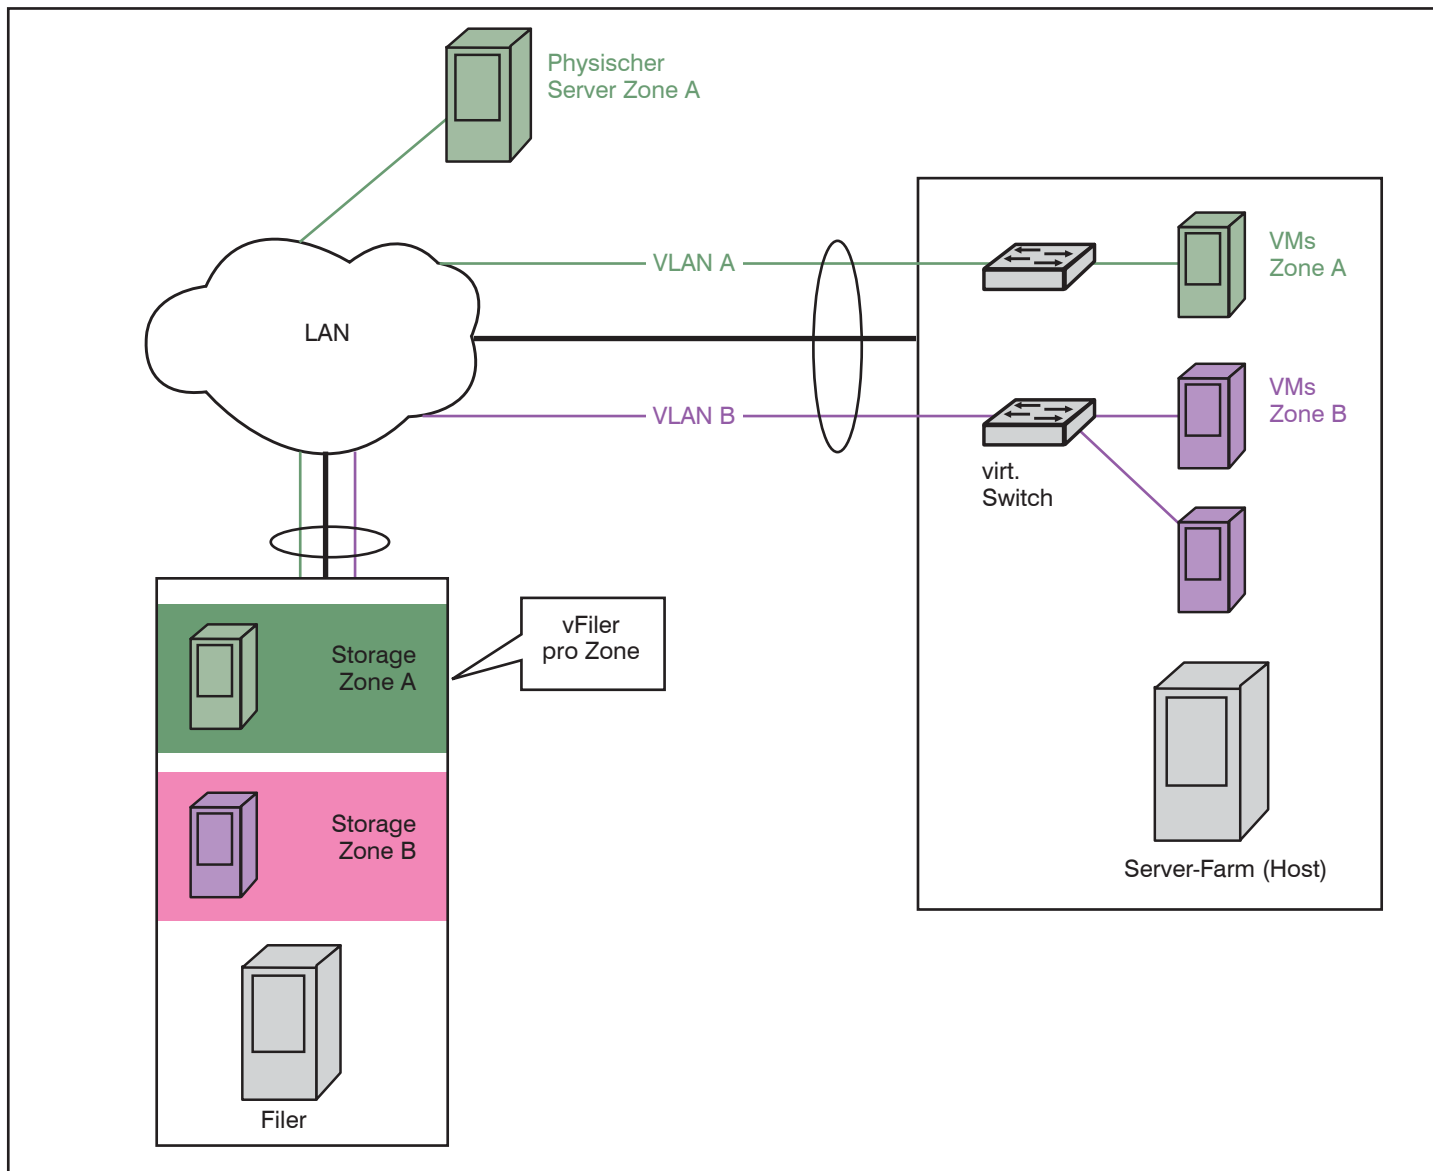 Physischer
Server Zone A
VLAN A
VMs
Zone A
LAN
VLAN B
VMs
Zone B
virt.
Switch
vFiler
pro Zone
Storage
Zone A
Storage
Zone B
Server-Farm (Host)
Filer